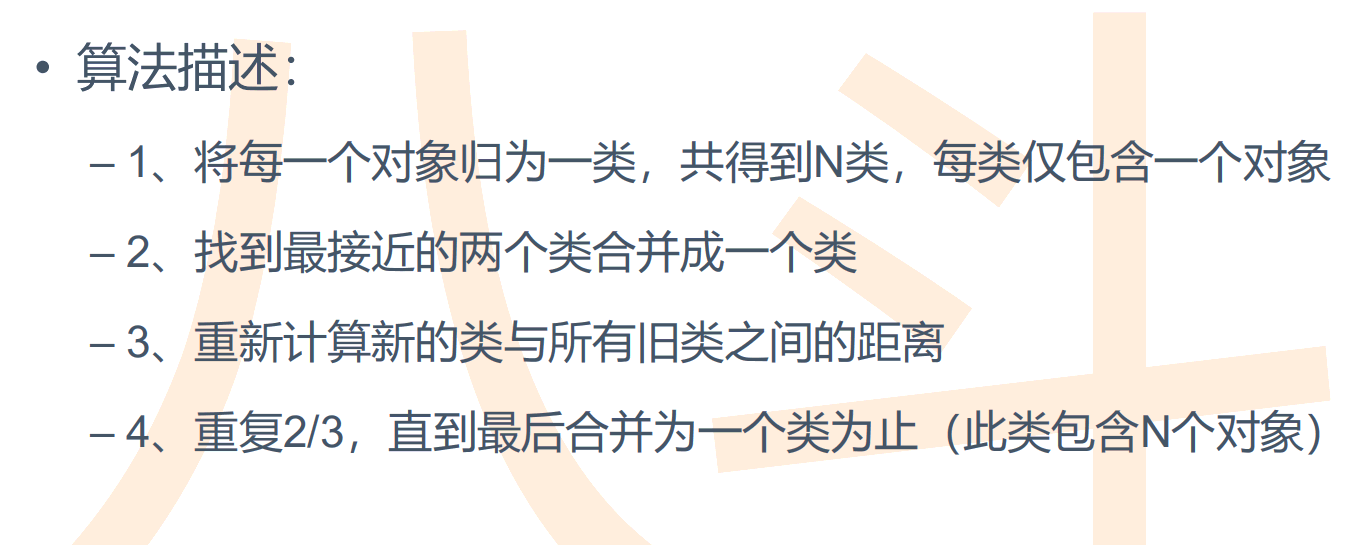 • 算法描述：
– 1、将每一个对象归为一类，共得到N类，每类仅包含一个对象
– 2、找到最接近的两个类合并成一个类
– 3、重新计算新的类与所有旧类之间的距离
– 4、重复2/3，直到最后合并为一个类为止（此类包含N个对象）
八斗